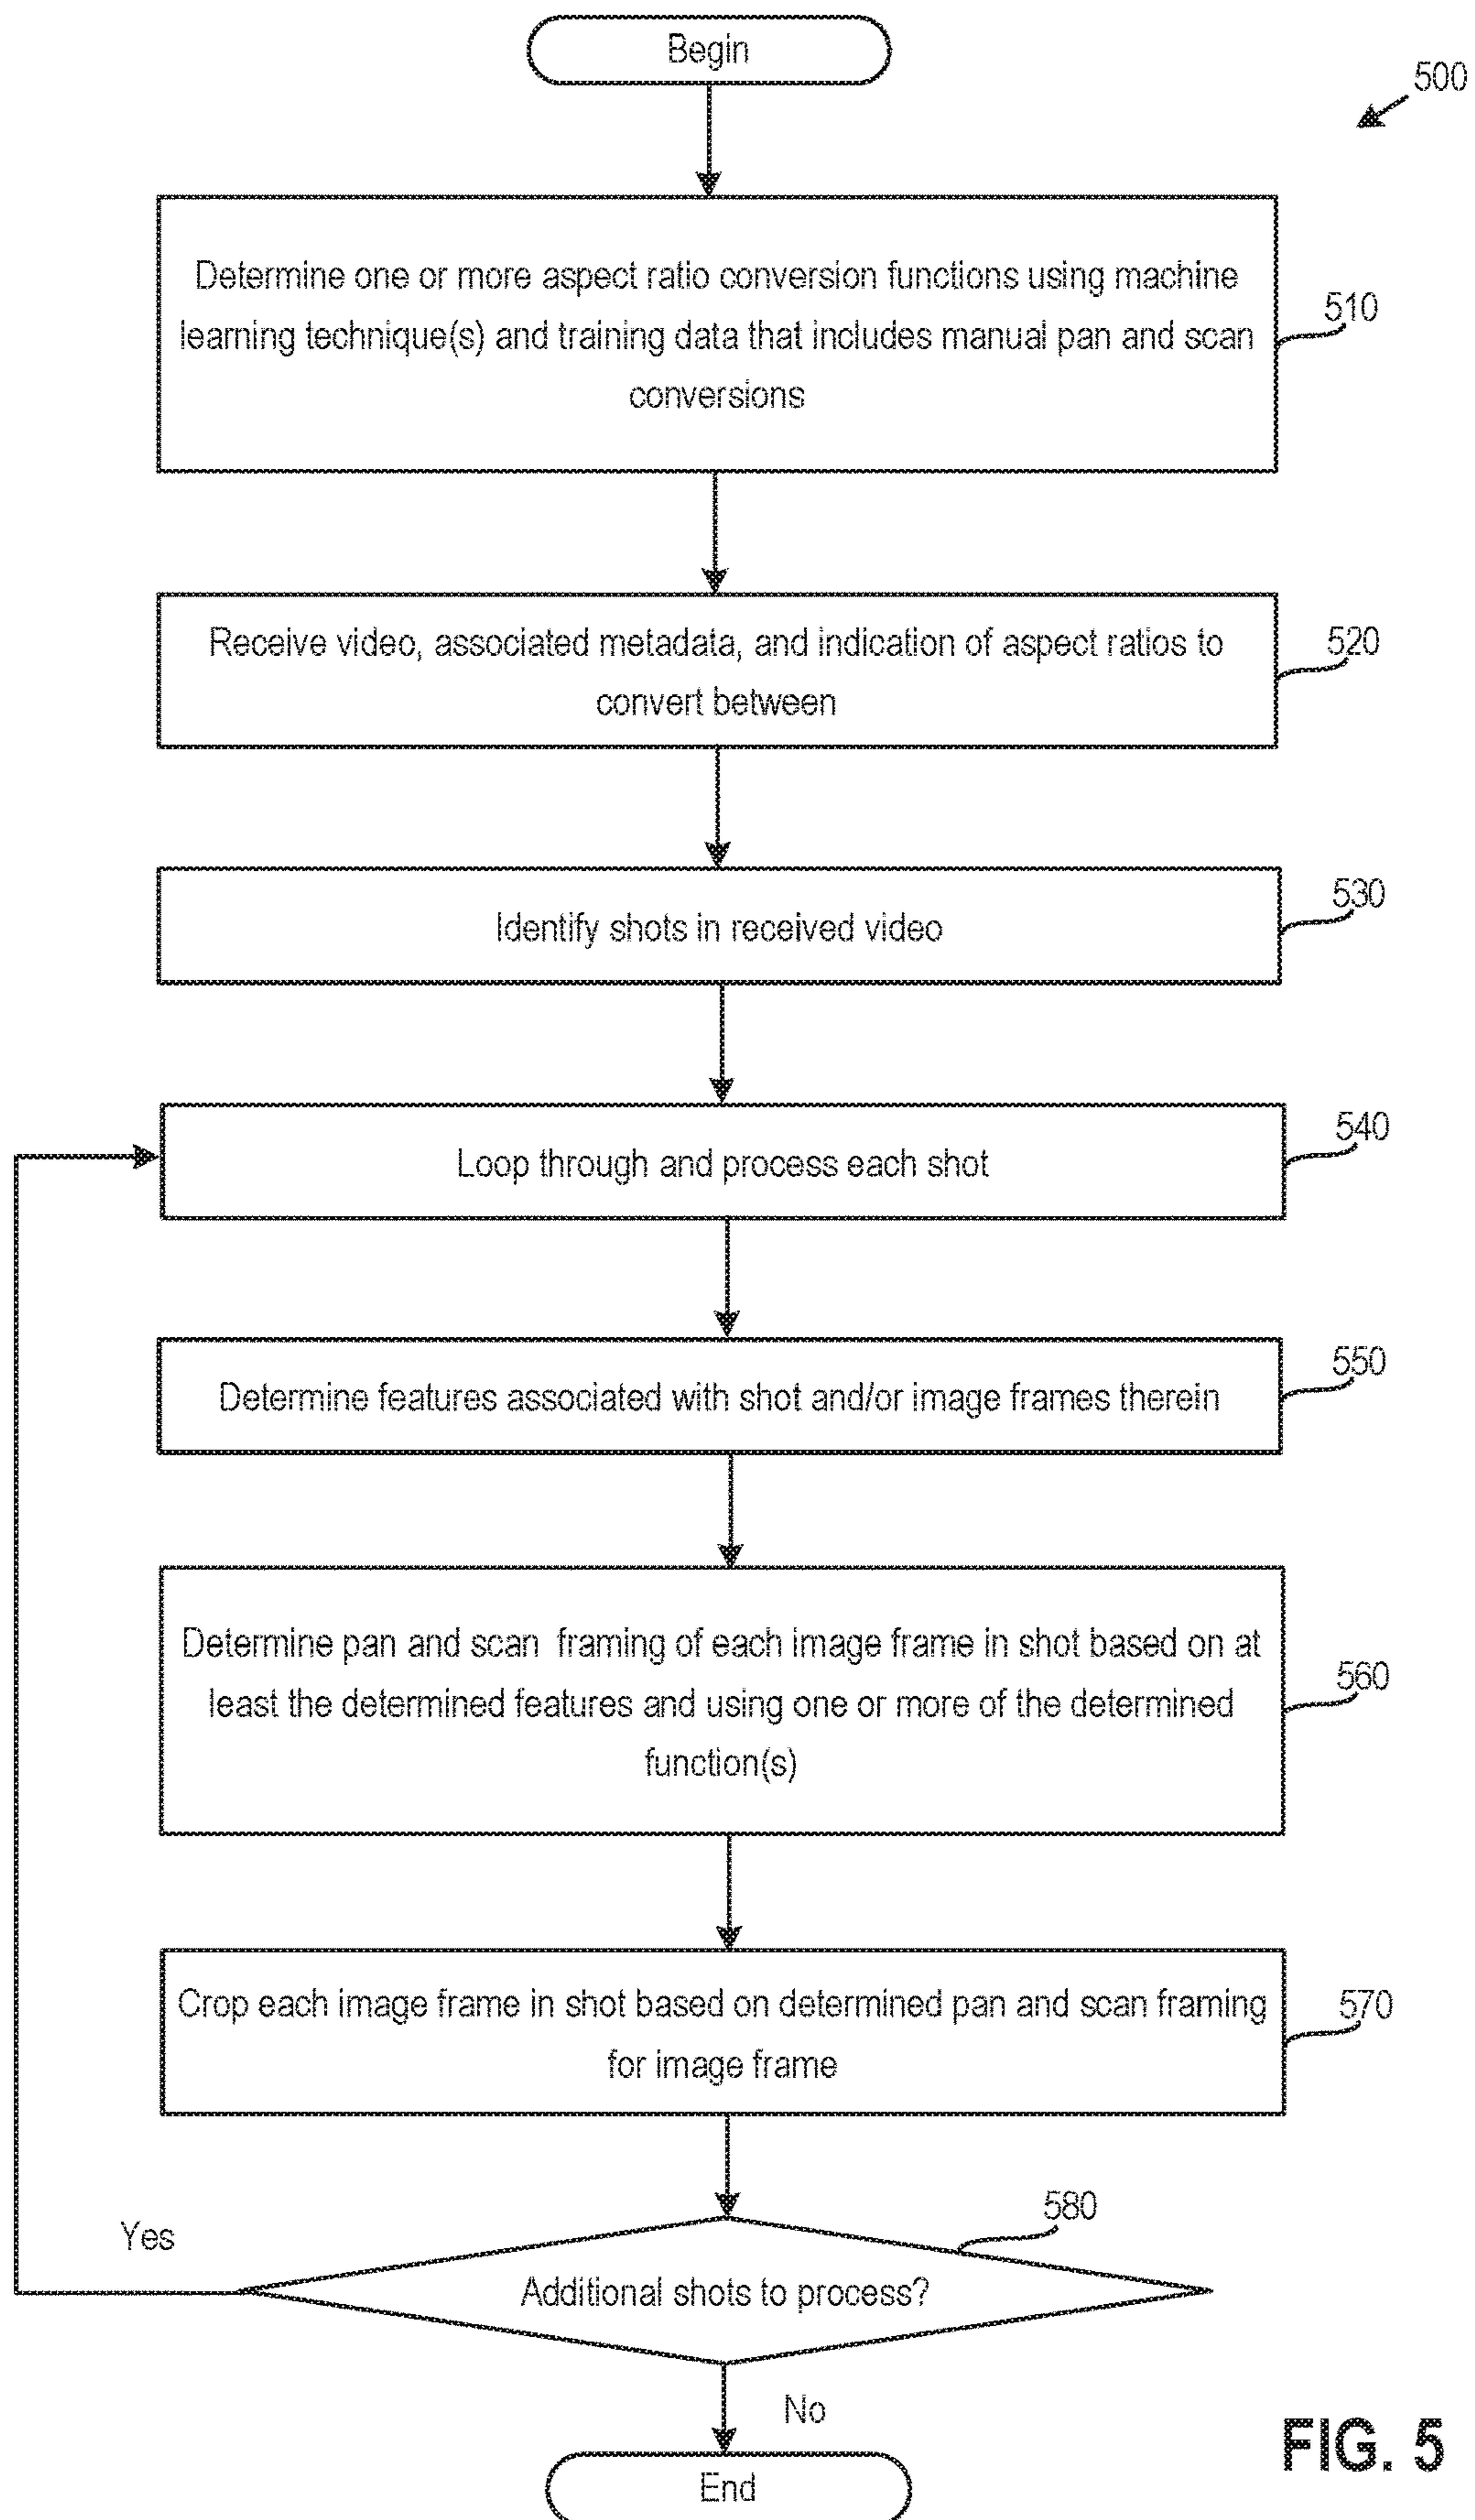 Begin
500
Determine one or more aspect ratio conversion functions using machine
learning technique(s) and training data that includes manual pan and scan
conversions
510
Receive video, associated metadata, and indication of aspect ratios to
convert between
520
Identify shots in received video
530
Loop through and process each shot
540
Determine features associated with shot and/or image frames therein
550
Determine pan and scan framing of each image frame in shot based on at
least the determined features and using one or more of the determined
function(s)
560
Crop each image frame in shot based on determined pan and scan framing
for image frame
570
580
Yes
Additional shots to process?
No
End
FIG. 5